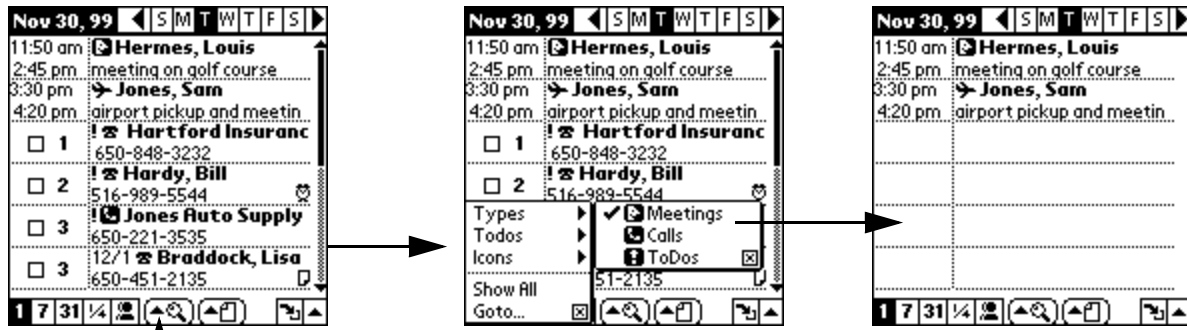 Nov 30, 99 S M T W T F S
11:50 am Hermes, Louis
2:45 pm meeting on golf course
3:30 pm Jones, Sam
4:20 pm airport pickup and meetin
1 ! Hartford Insuranc
650-848-3232
2 ! Hardy, Bill
516-989-5544
3 ! Jones Auto Supply
650-221-3535
3 12/1 Braddock, Lisa
650-451-2135
1 7 31 1/4
Nov 30, 99 S M T W T F S
11:50 am Hermes, Louis
2:45 pm meeting on golf course
3:30 pm Jones, Sam
4:20 pm airport pickup and meetin
1 ! Hartford Insuranc
650-848-3232
2 ! Hardy, Bill
516-989-5544
Types
Todos
Icons
Show All
Goto...
Meetings
Calls
ToDos
51-2135
Nov 30, 99 S M T W T F S
11:50 am Hermes, Louis
2:45 pm meeting on golf course
3:30 pm Jones, Sam
4:20 pm airport pickup and meetin
1 7 31 1/4